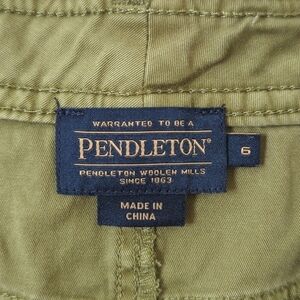 WARRANTED TO BE A
PENDLETON®
6
PENDLETON WOOLEN MILLS
SINCE 1863
MADE IN
CHINA